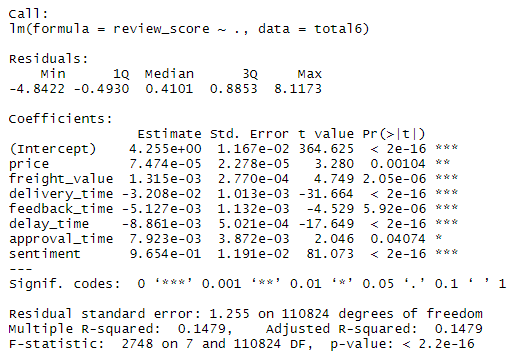 Call:
lm(formula = review_score ~ ., data = total6)
Residuals:
Min 1Q Median 3Q Max
-4.8422 -0.4930 0.4101 0.8853 8.1173
Coefficients:
Estimate Std. Error t value Pr(>|t|)
(Intercept) 4.255e+00 1.167e-02 364.625 < 2e-16 ***
price 7.474e-05 2.278e-05 3.280 0.00104 **
freight_value 1.315e-03 2.770e-04 4.749 2.05e-06 ***
delivery_time -3.208e-02 1.013e-03 -31.664 < 2e-16 ***
feedback_time -5.127e-03 1.132e-03 -4.529 5.92e-06 ***
delay_time -8.861e-03 5.021e-04 -17.649 < 2e-16 ***
approval_time 7.923e-03 3.872e-03 2.046 0.04074 *
sentiment 9.654e-01 1.191e-02 81.073 < 2e-16 ***
---
Signif. codes: 0 ‘***’ 0.001 ‘**’ 0.01 ‘*’ 0.05 ‘.’ 0.1 ‘ ’ 1
Residual standard error: 1.255 on 110824 degrees of freedom
Multiple R-squared: 0.1479, Adjusted R-squared: 0.1479
F-statistic: 2748 on 7 and 110824 DF, p-value: < 2.2e-16